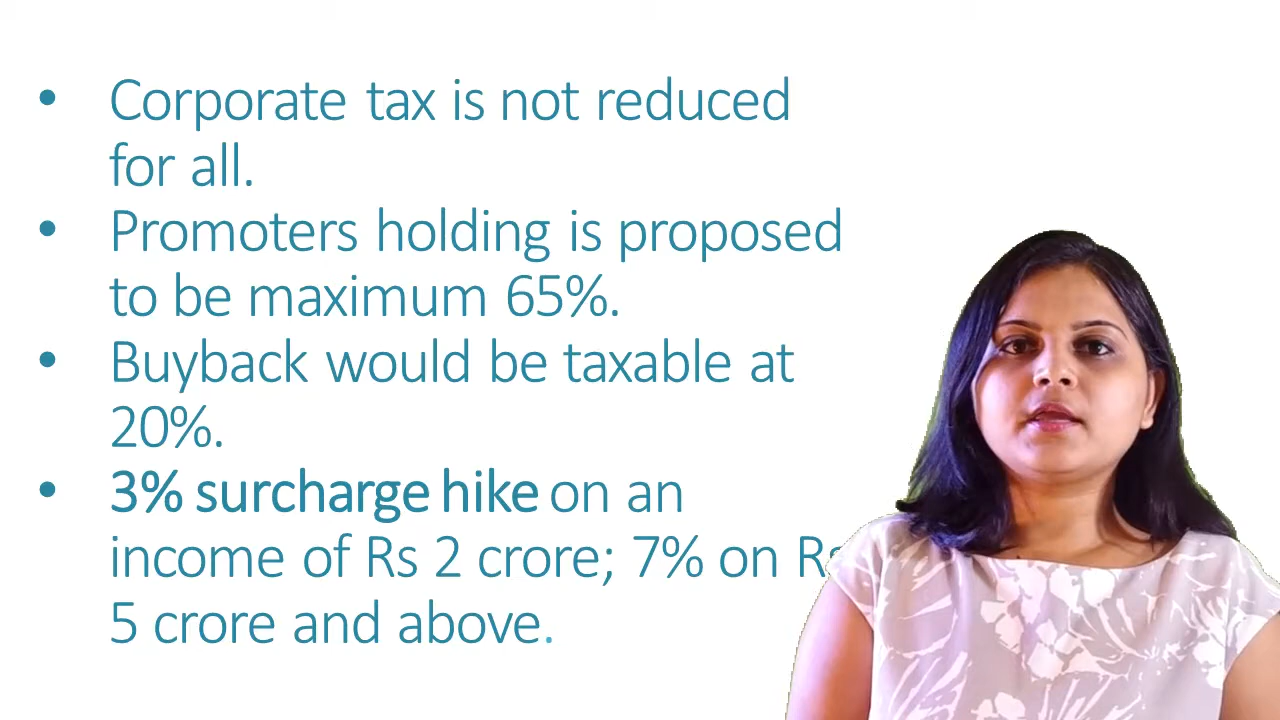 • Corporate tax is not reduced
for all.
• Promoters holding is proposed
to be maximum 65%.
• Buyback would be taxable at
20%.
• 3% surcharge hike on an
income of Rs 2 crore; 7% on Rs
5 crore and above.